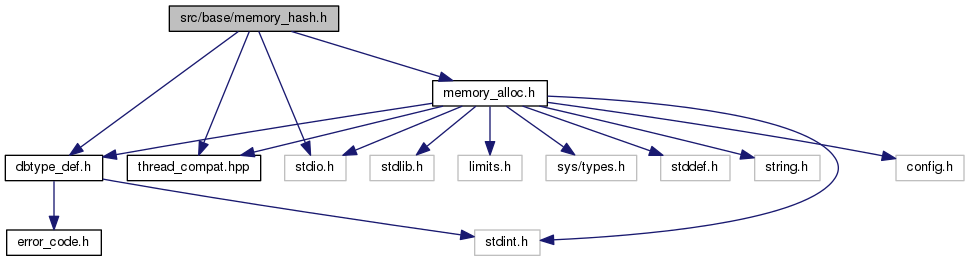 src/base/memory_hash.h
memory_alloc.h
dbtype_def.h
thread_compat.hpp
stdio.h
stdlib.h
limits.h
sys/types.h
stddef.h
string.h
config.h
error_code.h
stdint.h